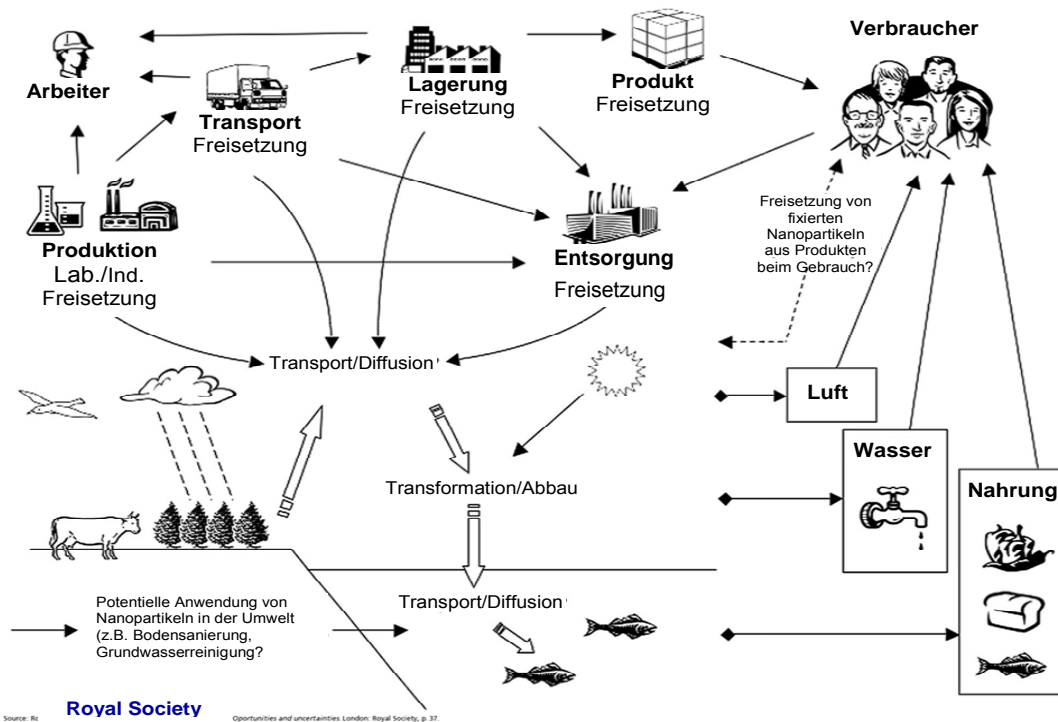 Arbeiter
Transport
Freisetzung
Lagerung
Freisetzung
Produkt
Freisetzung
Verbraucher
Produktion
Lab./Ind.
Freisetzung
Entsorgung
Freisetzung
Freisetzung von
fixierten
Nanopartikeln
aus Produkten
beim Gebrauch?
Transport/Diffusion
Luft
Wasser
Nahrung
Transformation/Abbau
Transport/Diffusion
Potentielle Anwendung von
Nanopartikeln in der Umwelt
(z.B. Bodensanierung,
Grundwasserreinigung?
Royal Society
Source: Oportunities and uncertainties. London: Royal Society, p. 37.